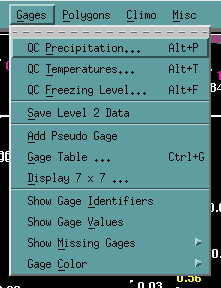 Gages Polygons Climo Misc
QC Precipitation... Alt+P
QC Temperatures... Alt+T
QC Freezing Level... Alt+F
Save Level 2 Data
Add Pseudo Gage
Gage Table ... Ctrl+G
Display 7 x 7 ...
Show Gage Identifiers
Show Gage Values
Show Missing Gages
Gage Color
0.56
0.03